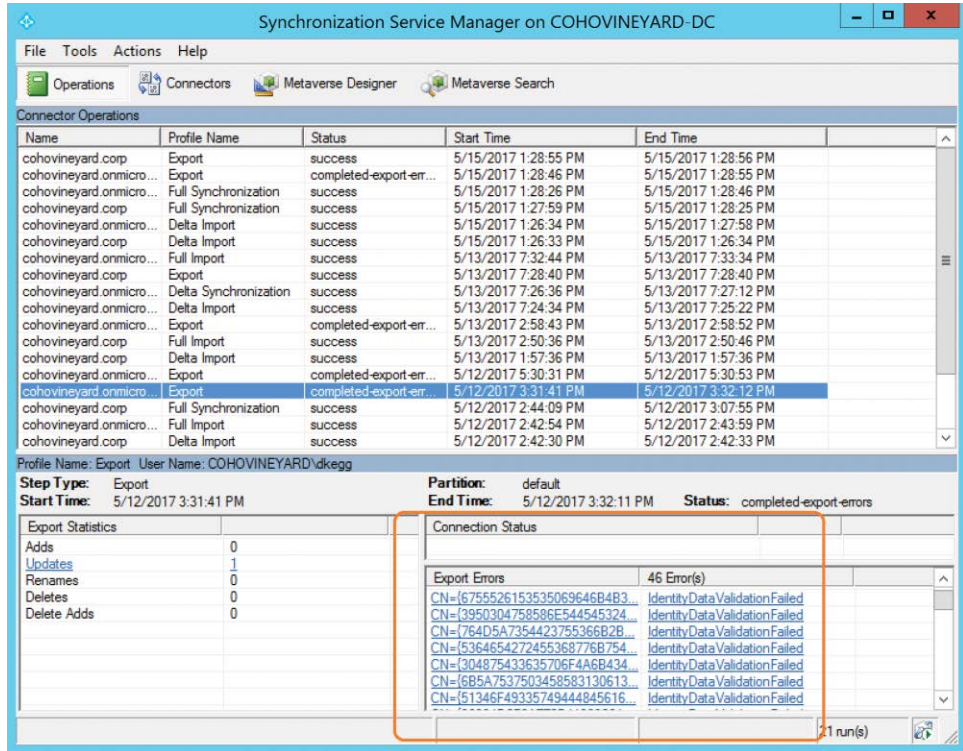 Synchronization Service Manager on COHOVINEYARD-DC
File Tools Actions Help
Operations Connectors Metaverse Designer Metaverse Search
Connector Operations
Name Profile Name Status Start Time End Time
cohovineyard.corp Export success 5/15/2017 1:28:55 PM 5/15/2017 1:28:56 PM
cohovineyard.onmicro... Export completed-export-err... 5/15/2017 1:28:46 PM 5/15/2017 1:28:55 PM
cohovineyard.onmicro... Full Synchronization success 5/15/2017 1:28:26 PM 5/15/2017 1:28:46 PM
cohovineyard.corp Full Synchronization success 5/15/2017 1:27:59 PM 5/15/2017 1:28:25 PM
cohovineyard.onmicro... Delta Import success 5/15/2017 1:26:34 PM 5/15/2017 1:27:58 PM
cohovineyard.corp Delta Import success 5/15/2017 1:26:33 PM 5/15/2017 1:26:34 PM
cohovineyard.onmicro... Full Import success 5/13/2017 7:32:44 PM 5/13/2017 7:33:34 PM
cohovineyard.corp Export success 5/13/2017 7:28:40 PM 5/13/2017 7:28:40 PM
cohovineyard.onmicro... Delta Synchronization success 5/13/2017 7:26:36 PM 5/13/2017 7:27:12 PM
cohovineyard.onmicro... Delta Import success 5/13/2017 7:24:34 PM 5/13/2017 7:25:22 PM
cohovineyard.onmicro... Export completed-export-err... 5/13/2017 2:58:43 PM 5/13/2017 2:58:52 PM
cohovineyard.corp Full Import success 5/13/2017 2:50:36 PM 5/13/2017 2:50:46 PM
cohovineyard.corp Delta Import success 5/13/2017 1:57:36 PM 5/13/2017 1:57:36 PM
cohovineyard.onmicro... Export completed-export-err... 5/12/2017 5:30:31 PM 5/12/2017 5:30:53 PM
cohovineyard.onmicro... Export completed-export-err... 5/12/2017 3:31:41 PM 5/12/2017 3:32:12 PM
cohovineyard.corp Full Synchronization success 5/12/2017 2:44:09 PM 5/12/2017 3:07:55 PM
cohovineyard.onmicro... Full Import success 5/12/2017 2:42:54 PM 5/12/2017 2:43:59 PM
cohovineyard.corp Delta Import success 5/12/2017 2:42:30 PM 5/12/2017 2:42:33 PM
Profile Name: Export User Name: COHOVINEYARD\dkegg
Step Type: Export Partition: default
Start Time: 5/12/2017 3:31:41 PM End Time: 5/12/2017 3:32:11 PM Status: completed-export-errors
Export Statistics
Adds 0
Updates 1
Renames 0
Deletes 0
Delete Adds 0
Connection Status
Export Errors 46 Error(s)
CN={6755526153535069646B4B3... IdentityDataValidationFailed
CN={3950304758586E544545324... IdentityDataValidationFailed
CN={764D5A7354423755366B2B... IdentityDataValidationFailed
CN={5364654272455368776B754... IdentityDataValidationFailed
CN={304875433635706F4A6B434... IdentityDataValidationFailed
CN={6B5A7537503458583130613... IdentityDataValidationFailed
CN={51346F49335749444845616... IdentityDataValidationFailed
21 run(s)